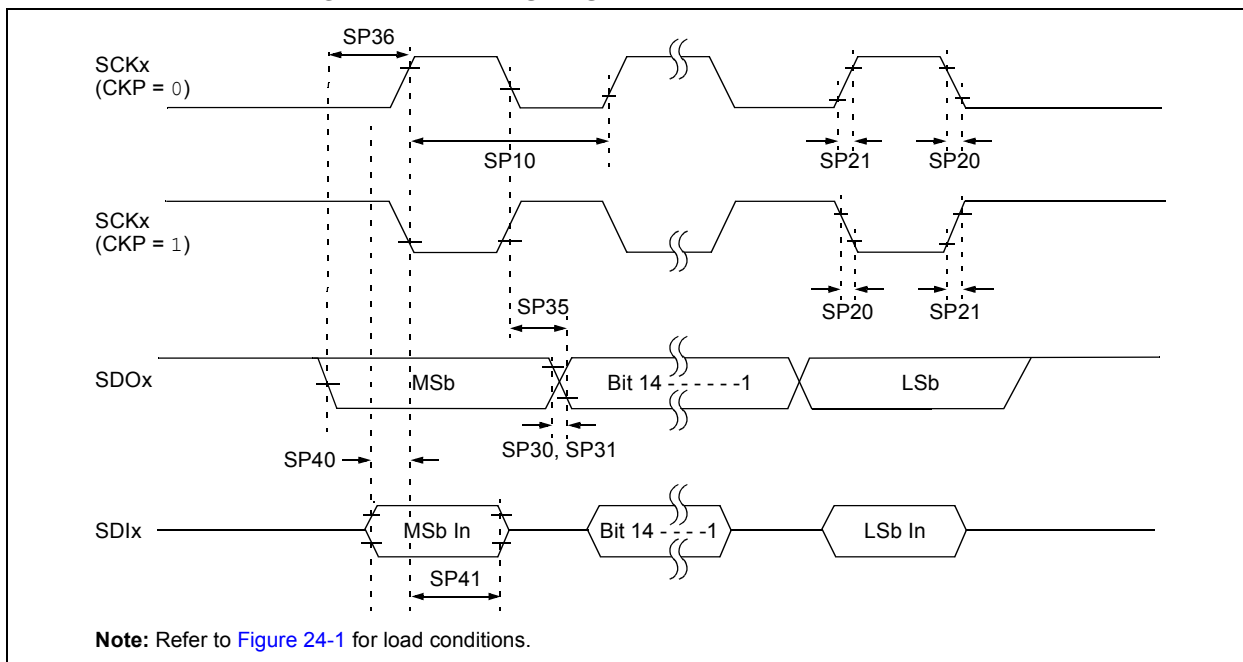 SP36
SCKx
(CKP = 0)
SP10
SP21
SP20
SCKx
(CKP = 1)
SP35
SP20
SP21
SDOx
MSb
Bit 14 - - - - - -1
LSb
SP30, SP31
SP40
SDIx
MSb In
Bit 14 - - - -1
LSb In
SP41
Note: Refer to Figure 24-1 for load conditions.